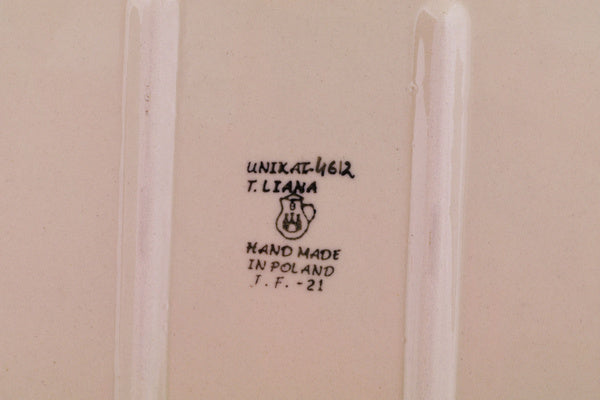 UNIKAT-4612
T. LIANA
HAND MADE
IN POLAND
J. F. - 21